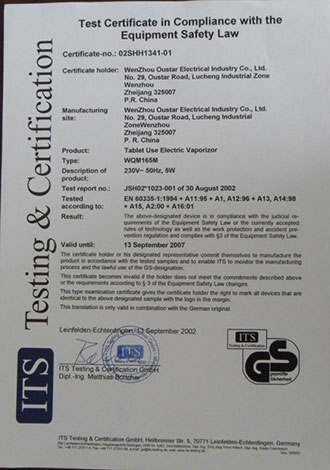 Test Certificate in Compliance with the
Equipment Safety Law
Certificate-no.: 02SHH1341-01
Certificate holder: WenZhou Oustar Electrical Industry Co., Ltd.
No. 29, Oustar Road, Lucheng Industrial Zone
Wenzhou
Zheijang 325007
P.R. China
Manufacturing site: WenZhou Oustar Electrical Industry Co., Ltd.
No. 29, Oustar Road, Lucheng Industrial
ZoneWenzhou
Zheijang 325007
P. R. China
Product: Tablet Use Electric Vaporizor
Type: WQM165M
Description of product: 230V~ 50Hz, 5W
Test report no.: JSH02*1023-001 of 30 August 2002
Tested according to: EN 60335-1:1994 + A11:95 + A1, A12:96 + A13, A14:98
+ A15, A2:00 + A16:01
Result: The above-designated device is in compliance with the judicial re-
quirements of the Equipment Safety Law or the currently accepted
rules of technology as well as the work protection and accident pre-
vention regulation and complies with §3 of the Equipment Safety Law.
Valid until: 13 September 2007
The certificate holder or his designated representative commit themselves to manufacture the
product in accordance with the tested samples and to enable ITS to monitor the manufacturing
process and the lawful use of the GS-designation.
This certificate becomes invalid if the holder does not meet the commitments described above
or the requirements according to § 3 of the Equipment Safety Law changes.
This type examination certificate gives the certificate holder the right to mark all devices that are
identical to the above designated sample with the logo in the margin.
This translation is only valid in combination with the German original.
Leinfelden-Echterdingen, 13 September 2002
ITS Testing & Certification GmbH
Dipl.-Ing. Matthias Böttcher
ITS
GS
geprüfte
Sicherheit
ITS Testing & Certification
ITS Testing & Certification GmbH, Heilbronner Str. 5, 70771 Leinfelden-Echterdingen, Germany